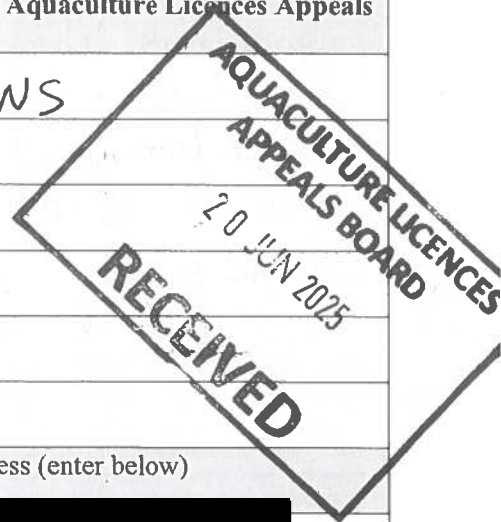 Aquaculture Licences Appeals
NS
AQUACULTURE LICENCES
APPEALS BOARD
20 JUN 2025
RECEIVED
ess (enter below)